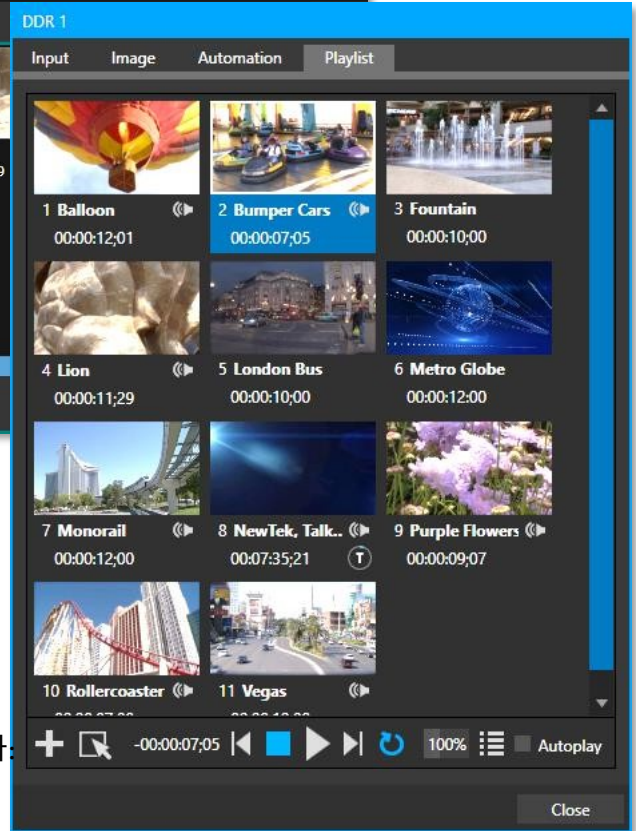 DDR 1
Input Image Automation Playlist
1 Balloon 2 Bumper Cars 3 Fountain
00:00:12;01 00:00:07;05 00:00:10;00
4 Lion 5 London Bus 6 Metro Globe
00:00:11;29 00:00:10;00 00:00:12:00
7 Monorail 8 NewTek, Talk.. 9 Purple Flowers
00:00:12;00 00:07:35;21 T 00:00:09;07
10 Rollercoaster 11 Vegas
-00:00:07;05 100% Autoplay
Close